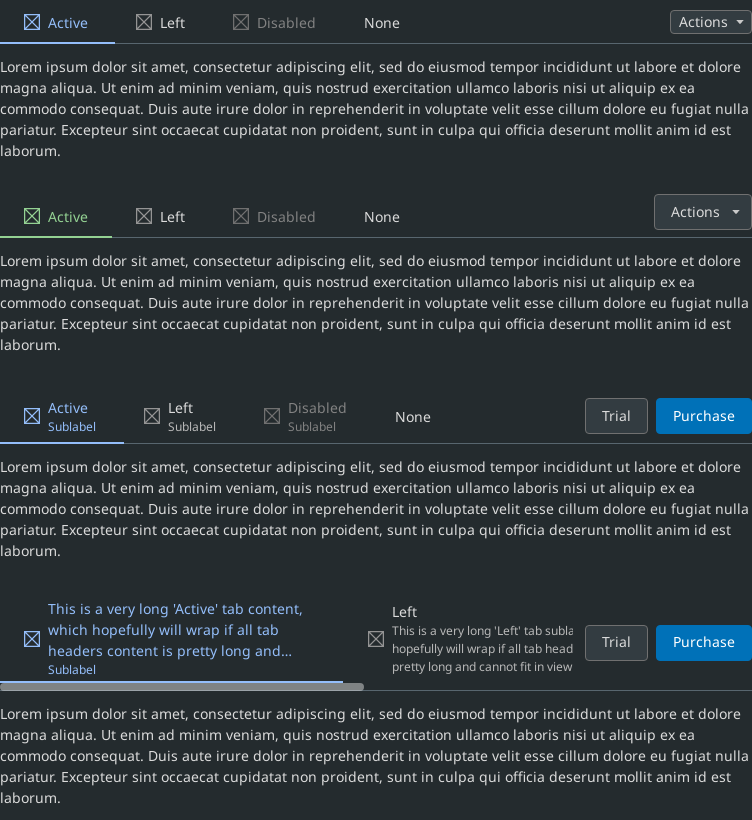 Active Left Disabled None Actions
Lorem ipsum dolor sit amet, consectetur adipiscing elit, sed do eiusmod tempor incididunt ut labore et dolore
magna aliqua. Ut enim ad minim veniam, quis nostrud exercitation ullamco laboris nisi ut aliquip ex ea
commodo consequat. Duis aute irure dolor in reprehenderit in voluptate velit esse cillum dolore eu fugiat nulla
pariatur. Excepteur sint occaecat cupidatat non proident, sunt in culpa qui officia deserunt mollit anim id est
laborum.
Active Left Disabled None Actions
Lorem ipsum dolor sit amet, consectetur adipiscing elit, sed do eiusmod tempor incididunt ut labore et dolore
magna aliqua. Ut enim ad minim veniam, quis nostrud exercitation ullamco laboris nisi ut aliquip ex ea
commodo consequat. Duis aute irure dolor in reprehenderit in voluptate velit esse cillum dolore eu fugiat nulla
pariatur. Excepteur sint occaecat cupidatat non proident, sunt in culpa qui officia deserunt mollit anim id est
laborum.
Active
Sublabel
Left
Sublabel
Disabled
Sublabel
None
Trial
Purchase
Lorem ipsum dolor sit amet, consectetur adipiscing elit, sed do eiusmod tempor incididunt ut labore et dolore
magna aliqua. Ut enim ad minim veniam, quis nostrud exercitation ullamco laboris nisi ut aliquip ex ea
commodo consequat. Duis aute irure dolor in reprehenderit in voluptate velit esse cillum dolore eu fugiat nulla
pariatur. Excepteur sint occaecat cupidatat non proident, sunt in culpa qui officia deserunt mollit anim id est
laborum.
This is a very long 'Active' tab content,
which hopefully will wrap if all tab
headers content is pretty long and…
Sublabel
Left
This is a very long 'Left' tab subla
hopefully will wrap if all tab head
pretty long and cannot fit in view
Trial
Purchase
Lorem ipsum dolor sit amet, consectetur adipiscing elit, sed do eiusmod tempor incididunt ut labore et dolore
magna aliqua. Ut enim ad minim veniam, quis nostrud exercitation ullamco laboris nisi ut aliquip ex ea
commodo consequat. Duis aute irure dolor in reprehenderit in voluptate velit esse cillum dolore eu fugiat nulla
pariatur. Excepteur sint occaecat cupidatat non proident, sunt in culpa qui officia deserunt mollit anim id est
laborum.